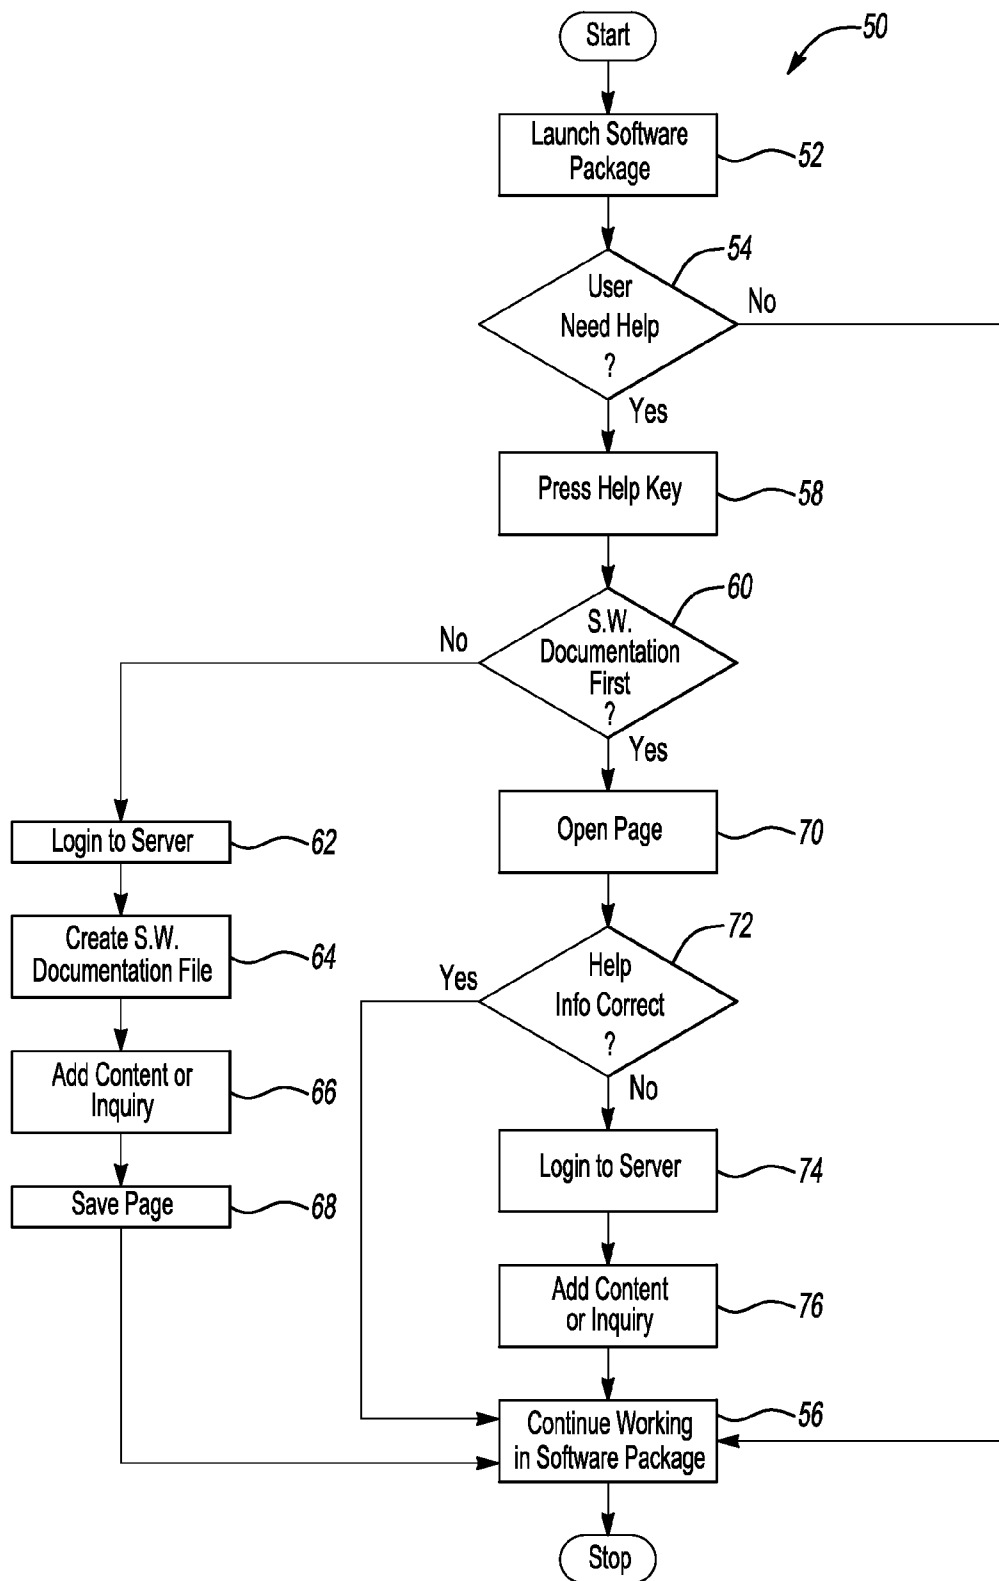 Start
50
Launch Software
Package
52
54
User
Need Help
?
No
Yes
Press Help Key
58
60
S.W.
Documentation
First
?
No
Yes
Open Page
70
Login to Server
62
72
Help
Info Correct
?
Yes
No
Create S.W.
Documentation File
64
Add Content or
Inquiry
66
Login to Server
74
Save Page
68
Add Content
or Inquiry
76
Continue Working
in Software Package
56
Stop